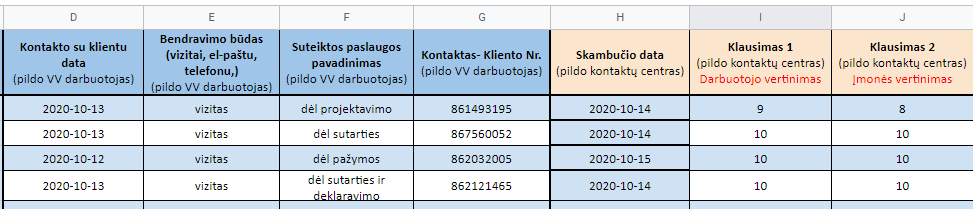 D E F G H I J
Kontakto su klientu data (pildo VV darbuotojas)
Bendravimo būdas (vizitai, el-paštu, telefonu,) (pildo VV darbuotojas)
Suteiktos paslaugos pavadinimas (pildo VV darbuotojas)
Kontaktas- Kliento Nr. (pildo VV darbuotojas)
Skambučio data (pildo kontaktų centras)
Klausimas 1 (pildo kontaktų centras) Darbuotojo vertinimas
Klausimas 2 (pildo kontaktų centras) Įmonės vertinimas
2020-10-13 vizitas dėl projektavimo 861493195 2020-10-14 9 8
2020-10-13 vizitas dėl sutarties 867560052 2020-10-14 10 10
2020-10-12 vizitas dėl pažymos 862032005 2020-10-15 10 10
2020-10-13 vizitas dėl sutarties ir deklaravimo 862121465 2020-10-14 10 10